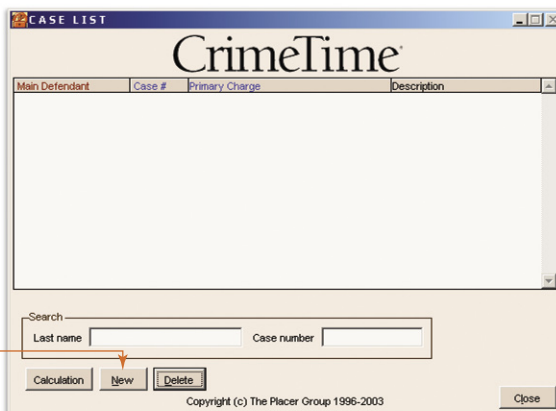 CASE LIST
CrimeTime
Main Defendant Case # Primary Charge Description
Search
Last name Case number
Calculation New Delete
Copyright (c) The Placer Group 1996-2003
Close